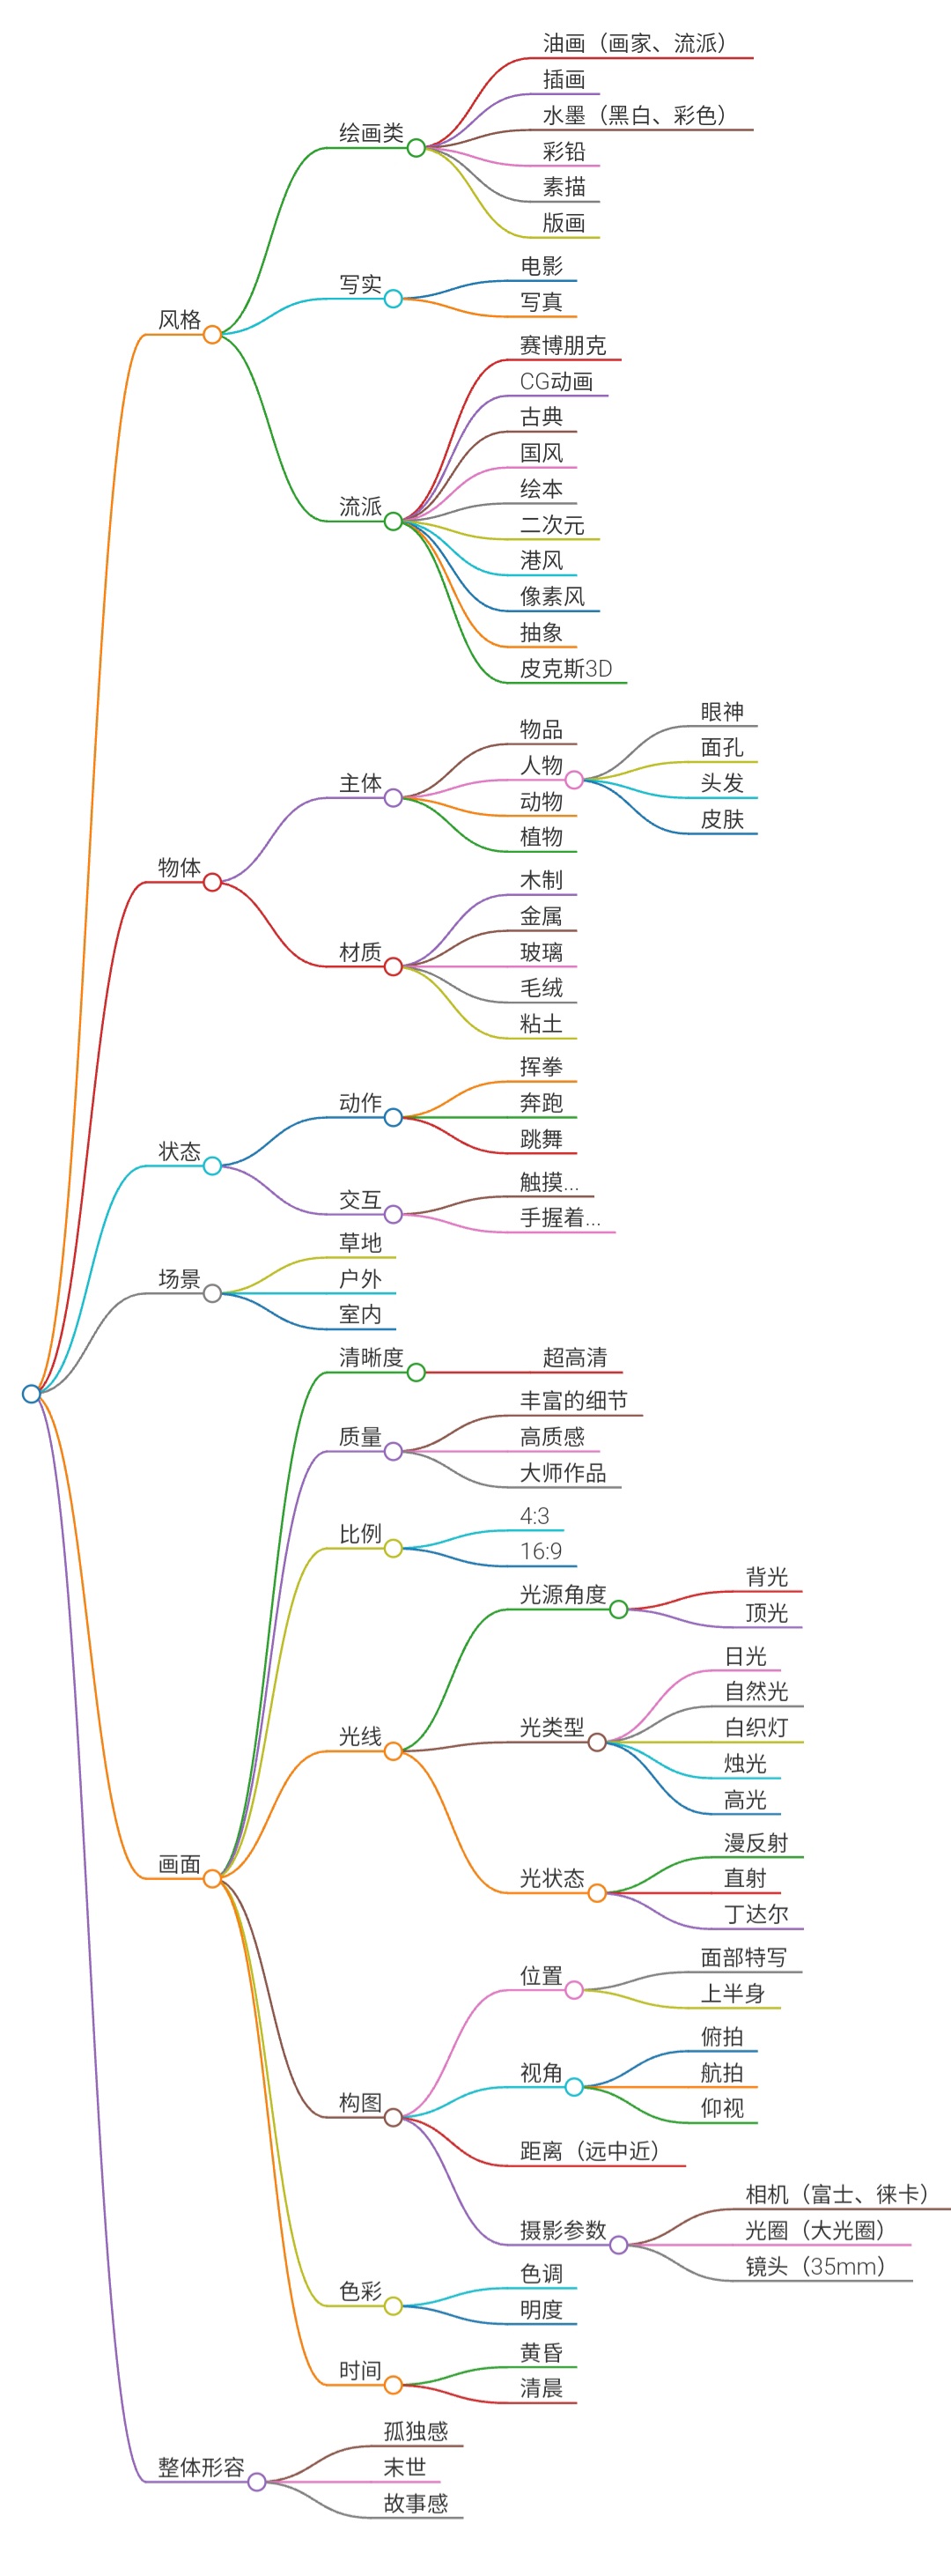 油画（画家、流派）
插画
水墨（黑白、彩色）
绘画类
彩铅
素描
版画
电影
写实
写真
风格
赛博朋克
CG动画
古典
国风
流派
绘本
二次元
港风
像素风
抽象
皮克斯3D
眼神
物品
面孔
人物
主体
头发
动物
皮肤
植物
物体
木制
金属
材质
玻璃
毛绒
粘土
挥拳
动作
奔跑
跳舞
状态
触摸...
交互
手握着...
草地
场景
户外
室内
清晰度
超高清
丰富的细节
质量
高质感
大师作品
4:3
比例
16:9
背光
光源角度
顶光
日光
自然光
光线
光类型
白织灯
烛光
高光
漫反射
画面
光状态
直射
丁达尔
面部特写
位置
上半身
俯拍
视角
航拍
构图
仰视
距离（远中近）
相机（富士、徕卡）
摄影参数
光圈（大光圈）
镜头（35mm）
色调
色彩
明度
黄昏
时间
清晨
孤独感
整体形容
末世
故事感